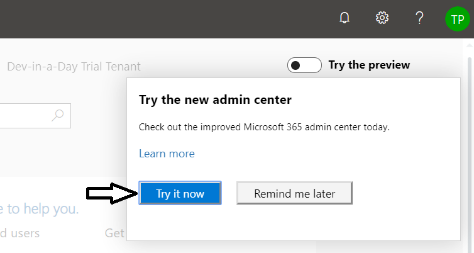 TP
Dev-in-a-Day Trial Tenant
Try the preview
Try the new admin center
Check out the improved Microsoft 365 admin center today.
Learn more
Try it now
Remind me later
e to help you.
d users
Get